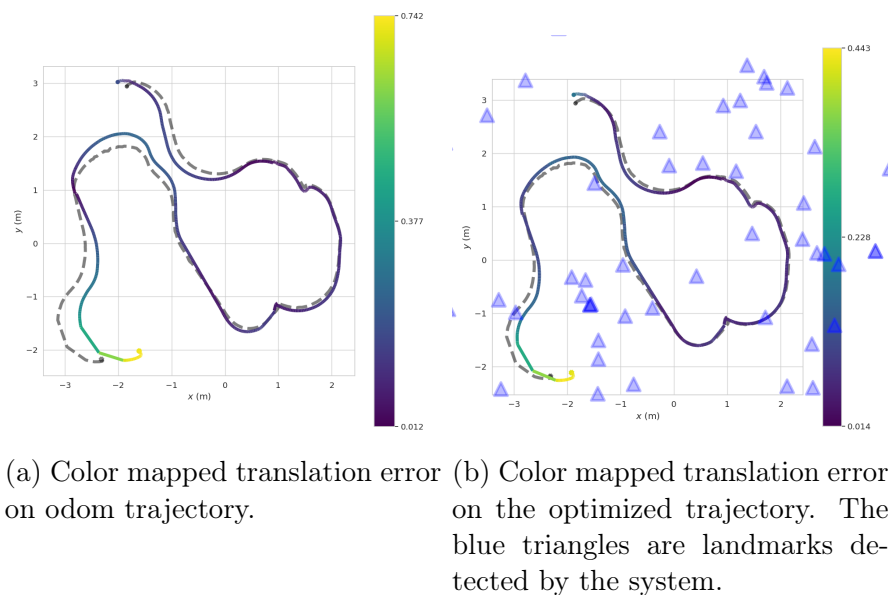 0.742
0.377
0.012
3
2
1
0
−1
−2
y (m)
−3 −2 −1 0 1 2
x (m)
0.443
0.228
0.014
3
2
1
0
−1
−2
y (m)
−3 −2 −1 0 1 2
x (m)
(a) Color mapped translation error
on odom trajectory.
(b) Color mapped translation error
on the optimized trajectory. The
blue triangles are landmarks de-
tected by the system.